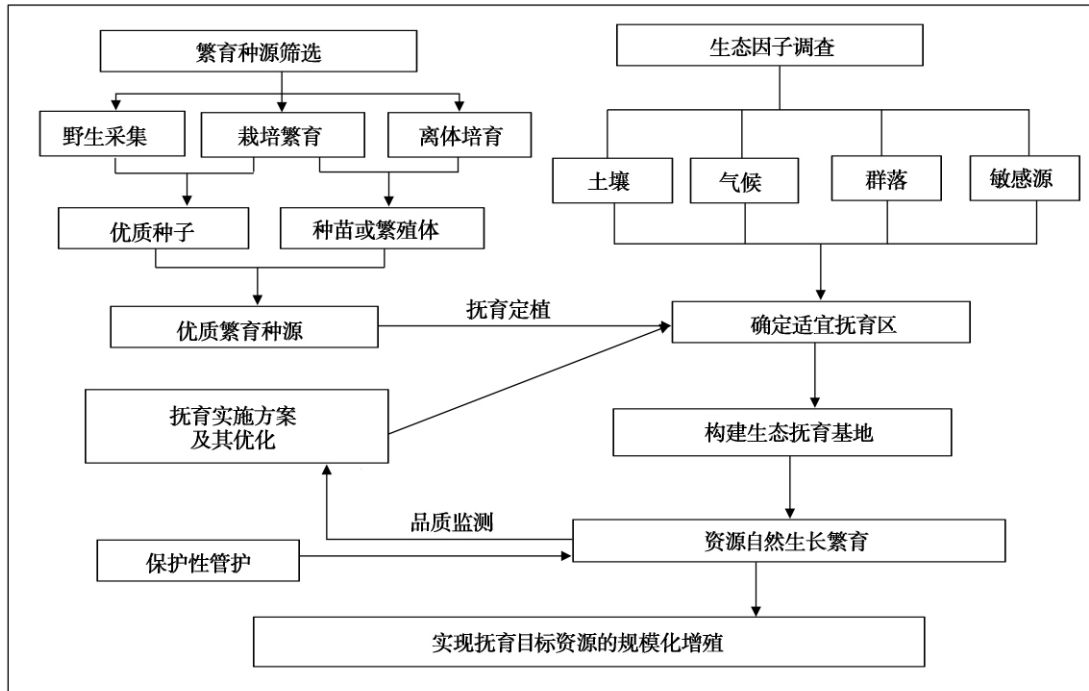 繁育种源筛选
生态因子调查
野生采集
栽培繁育
离体培育
土壤
气候
群落
敏感源
优质种子
种苗或繁殖体
优质繁育种源
抚育定植
确定适宜抚育区
抚育实施方案
及其优化
构建生态抚育基地
品质监测
资源自然生长繁育
保护性管护
实现抚育目标资源的规模化增殖